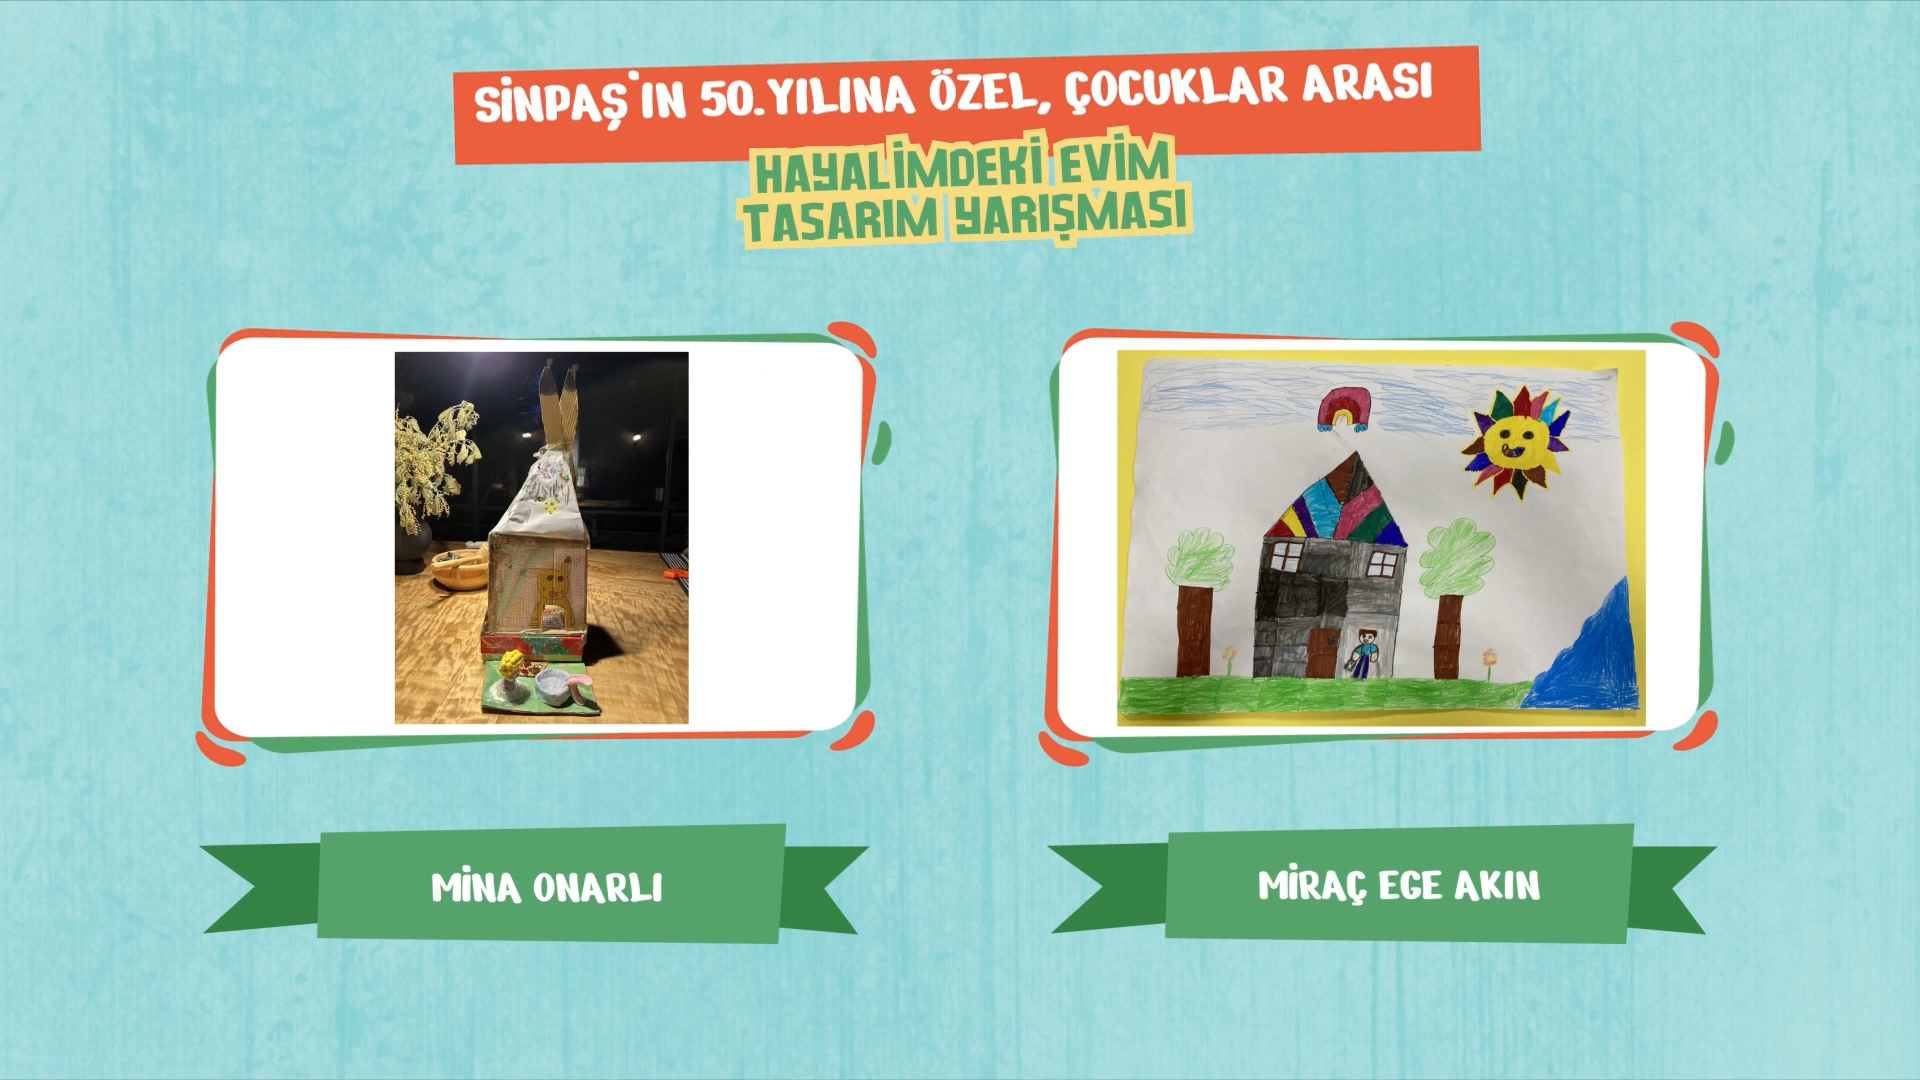 SİNPAŞ'IN 50.YILINA ÖZEL, ÇOCUKLAR ARASI
HAYALİMDEKİ EVİM
TASARIM YARIŞMASI
MİNA ONARLI
MİRAÇ EGE AKIN